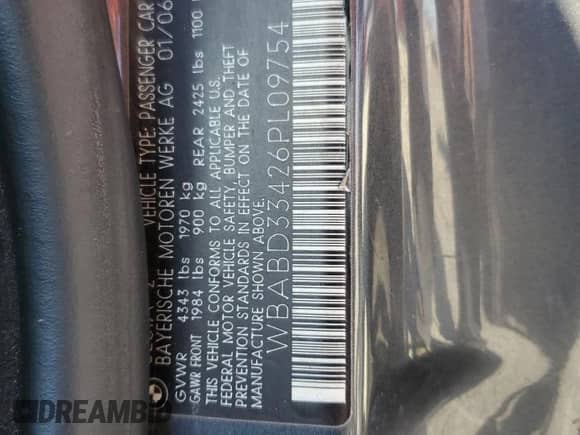 VEHICLE TYPE: PASSENGER CAR
BAYERISCHE MOTOREN WERKE AG 01/06
GVWR 4343 lbs 1970 kg
GAWR FRONT 1984 lbs 900 kg REAR 2425 lbs 1100
THIS VEHICLE CONFORMS TO ALL APPLICABLE U.S.
FEDERAL MOTOR VEHICLE SAFETY, BUMPER AND THEFT
PREVENTION STANDARDS IN EFFECT ON THE DATE OF
MANUFACTURE SHOWN ABOVE.
WBABD33426PL09754
DREAMBID